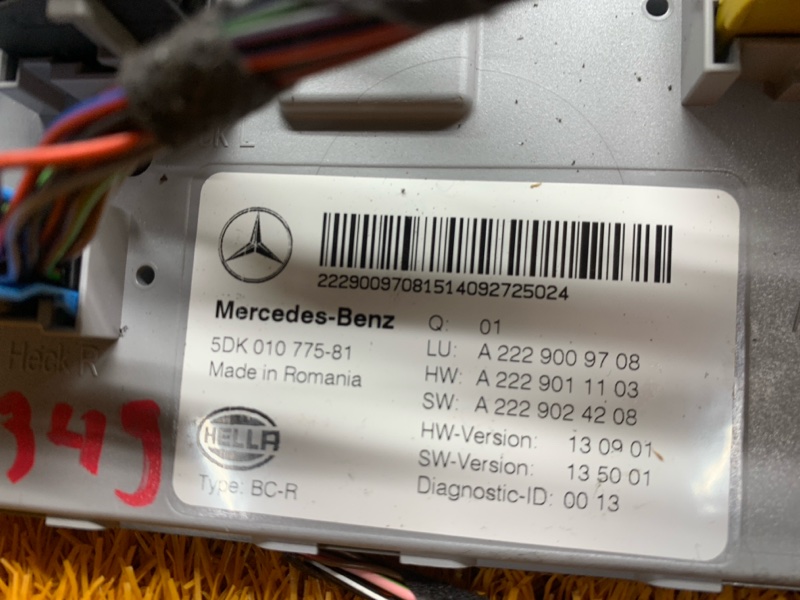 22290097081514092725024
Mercedes-Benz
5DK 010 775-81
Made in Romania
HELLA
Type: BC-R
Q: 01
LU: A 222 900 97 08
HW: A 222 901 11 03
SW: A 222 902 42 08
HW-Version: 13 09 01
SW-Version: 13 50 01
Diagnostic-ID: 00 13
Heck R
349